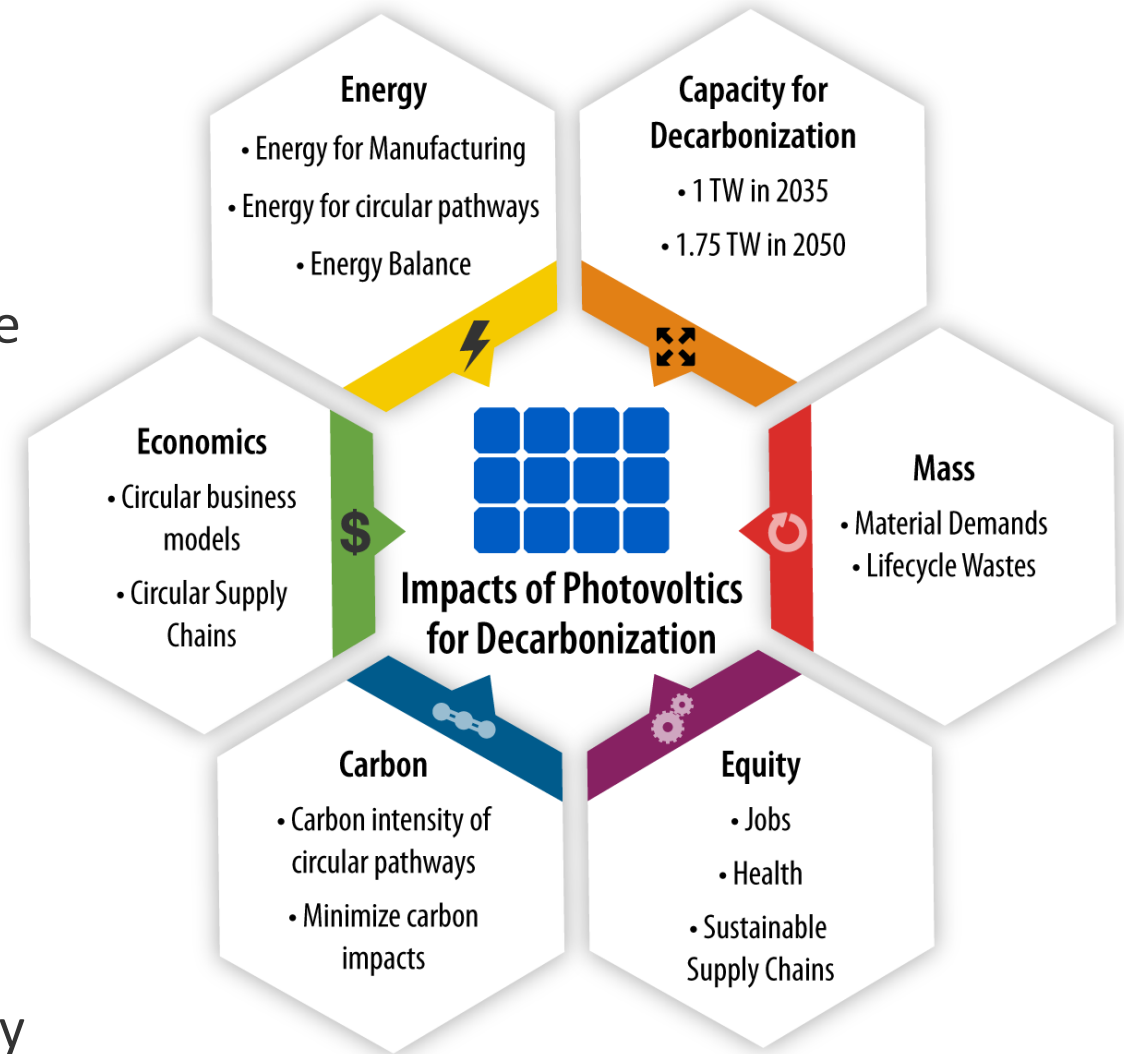 Energy
• Energy for Manufacturing
• Energy for circular pathways
• Energy Balance
Capacity for
Decarbonization
• 1 TW in 2035
• 1.75 TW in 2050
e
Economics
• Circular business
models
• Circular Supply
Chains
$
Impacts of Photovoltics
for Decarbonization
Mass
• Material Demands
• Lifecycle Wastes
Carbon
• Carbon intensity of
circular pathways
• Minimize carbon
impacts
Equity
• Jobs
• Health
• Sustainable
Supply Chains
y